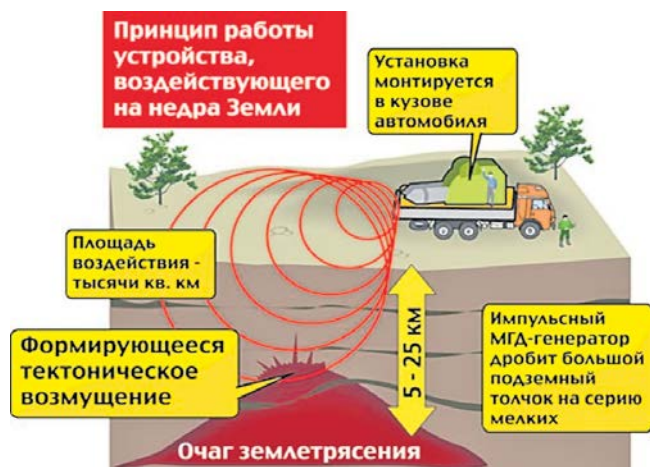 Принцип работы
устройства,
воздействующего
на недра Земли
Установка
монтируется
в кузове
автомобиля
Площадь
воздействия -
тысячи кв. км
Формирующееся
тектоническое
возмущение
5 - 25 км
Импульсный
МГД-генератор
дробит большой
подземный
толчок на серию
мелких
Очаг землетрясения